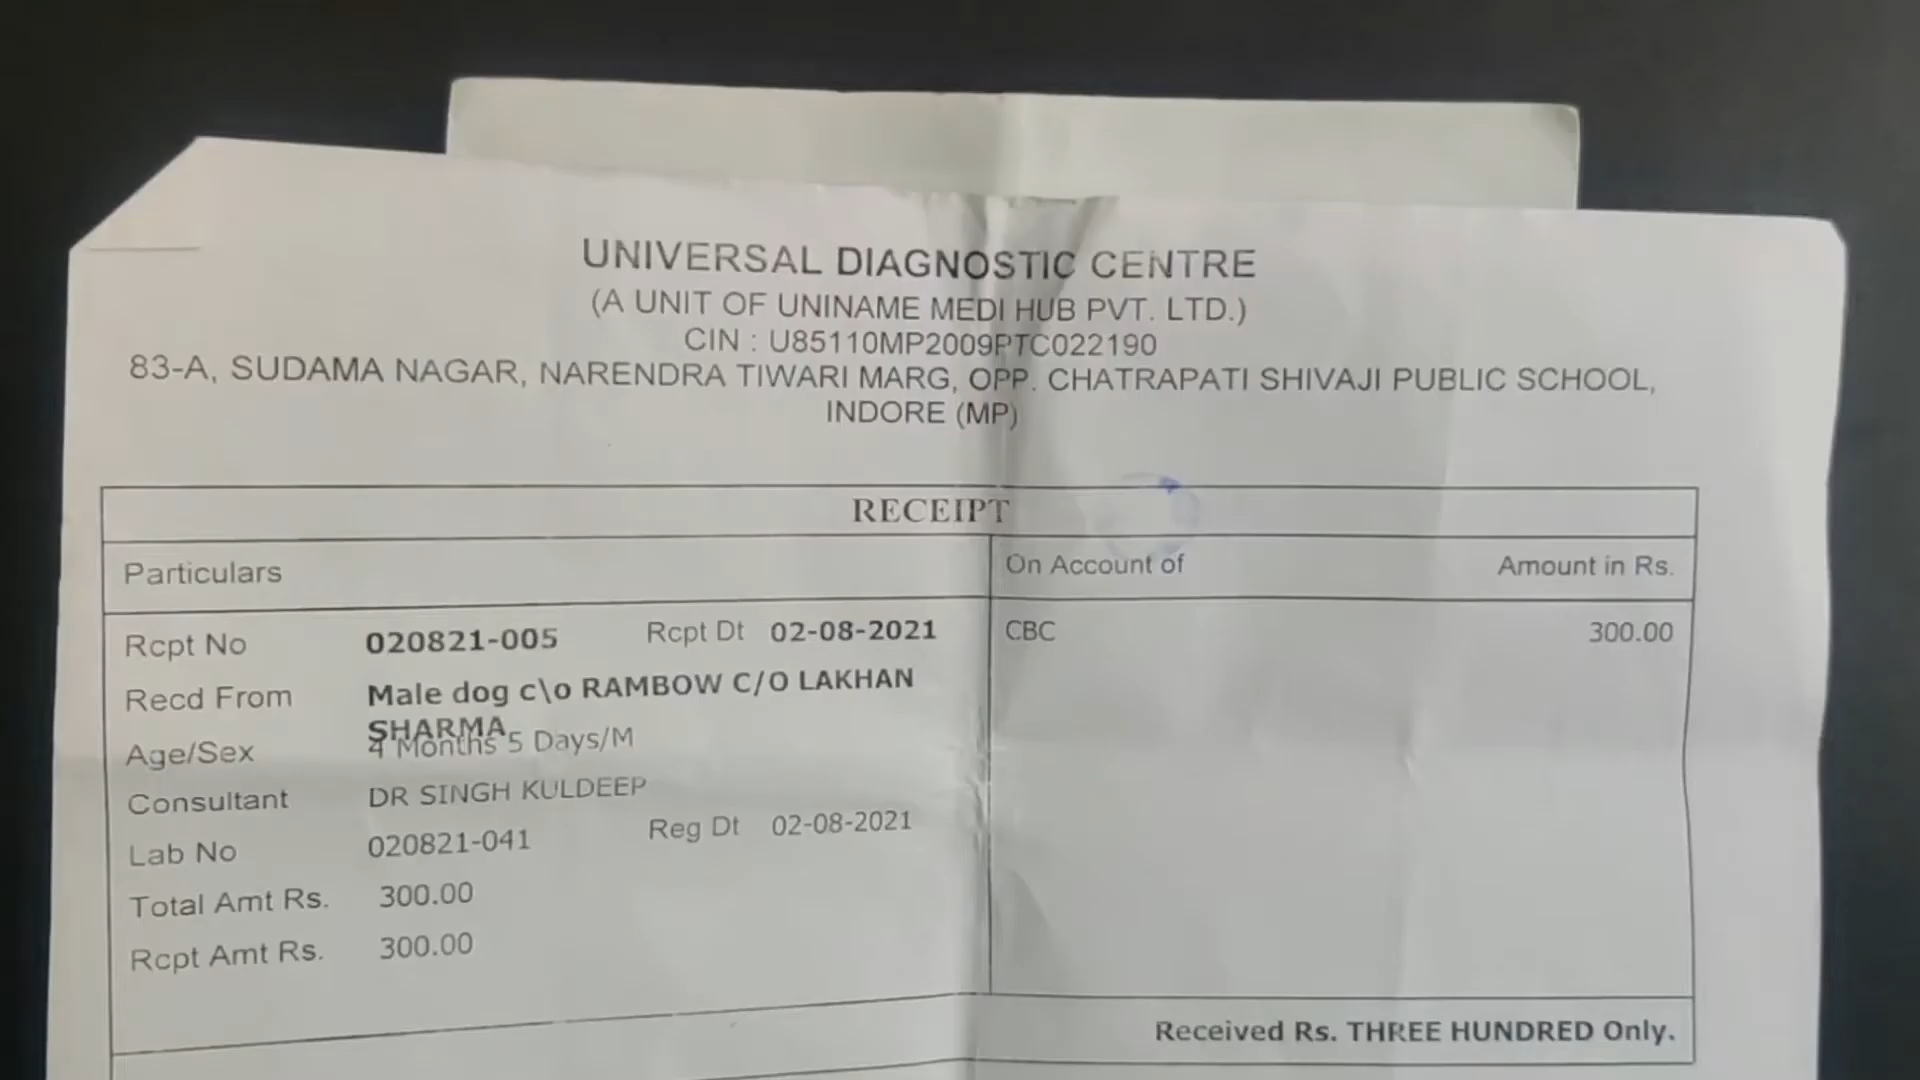 UNIVERSAL DIAGNOSTIC CENTRE
(A UNIT OF UNINAME MEDI HUB PVT. LTD.)
CIN : U85110MP2009PTC022190
83-A, SUDAMA NAGAR, NARENDRA TIWARI MARG, OPP. CHATRAPATI SHIVAJI PUBLIC SCHOOL,
INDORE (MP)
RECEIPT
Particulars
On Account of Amount in Rs.
Rcpt No 020821-005 Rcpt Dt 02-08-2021
CBC 300.00
Recd From Male dog c\o RAMBOW C/O LAKHAN
SHARMA
Age/Sex 4 Months 5 Days/M
Consultant DR SINGH KULDEEP
Lab No 020821-041 Reg Dt 02-08-2021
Total Amt Rs. 300.00
Rcpt Amt Rs. 300.00
Received Rs. THREE HUNDRED Only.